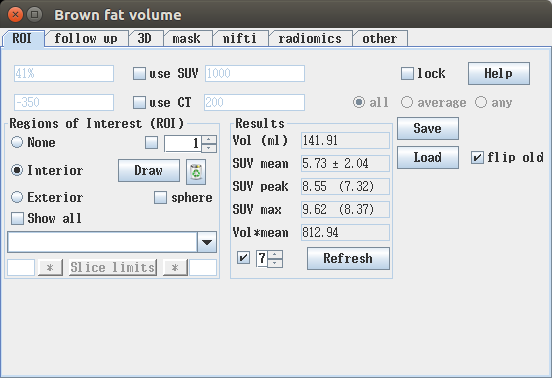 Brown fat volume
ROI follow up 3D mask nifti radiomics other
41% use SUV 1000 lock Help
-350 use CT 200 all average any
Regions of Interest (ROI)
None 1
Interior Draw
Exterior sphere
Show all
* Slice limits *
Results
Vol (ml) 141.91
SUV mean 5.73 ± 2.04
SUV peak 8.55 (7.32)
SUV max 9.62 (8.37)
Vol*mean 812.94
7 Refresh
Save
Load flip old